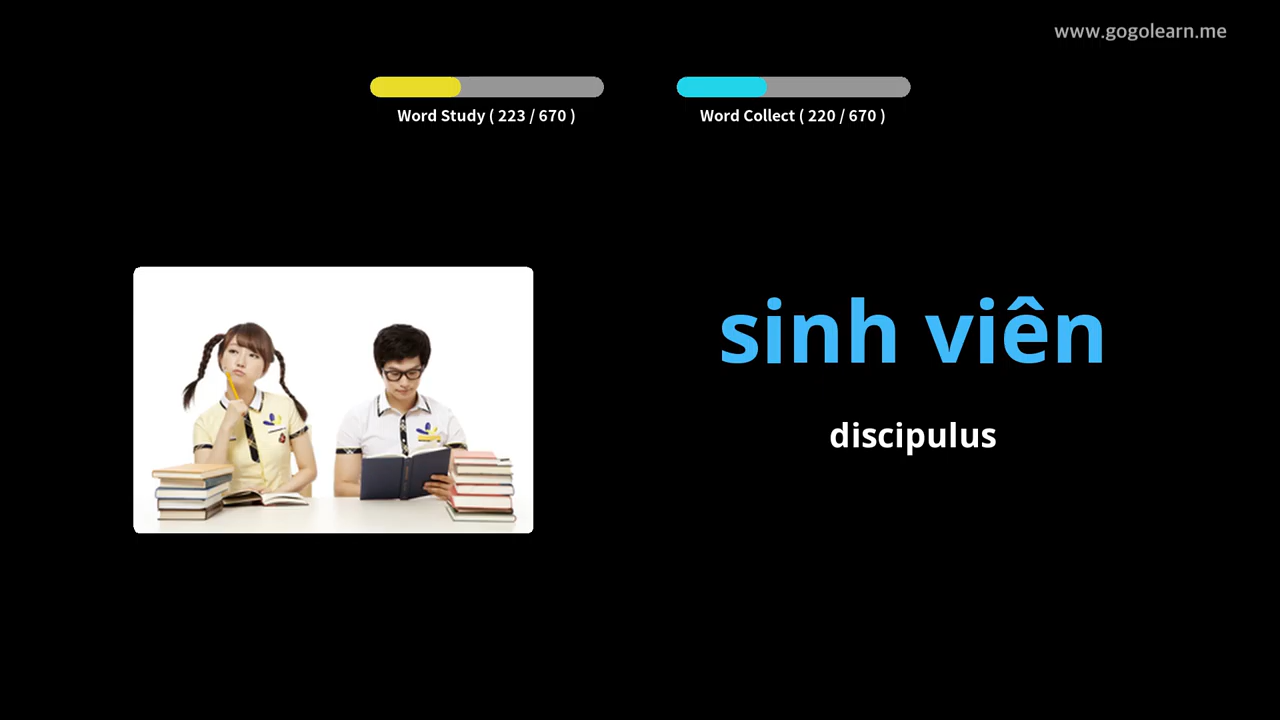 www.gogolearn.me
Word Study ( 223 / 670 )
Word Collect ( 220 / 670 )
sinh viên
discipulus